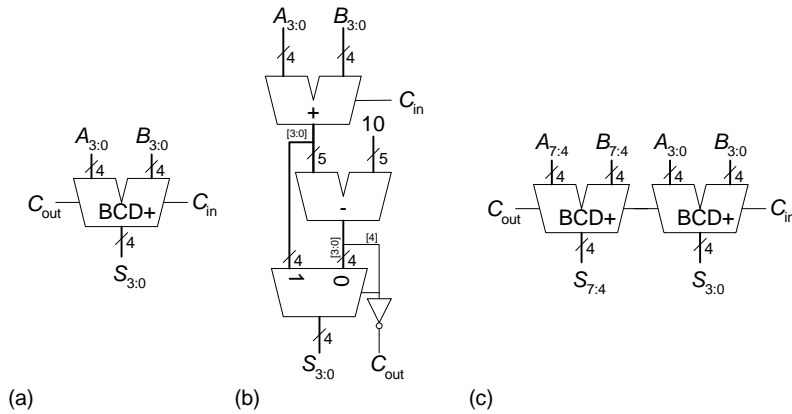 A3:0 B3:0
4 4
Cout BCD+ Cin
4
S3:0
(a)
A3:0 B3:0
4 4
+
Cin
[3:0] 10
5 5
-
[3:0] [4]
4 4
1 0
4
S3:0 Cout
(b)
A7:4 B7:4 A3:0 B3:0
4 4 4 4
Cout BCD+ BCD+ Cin
4 4
S7:4 S3:0
(c)